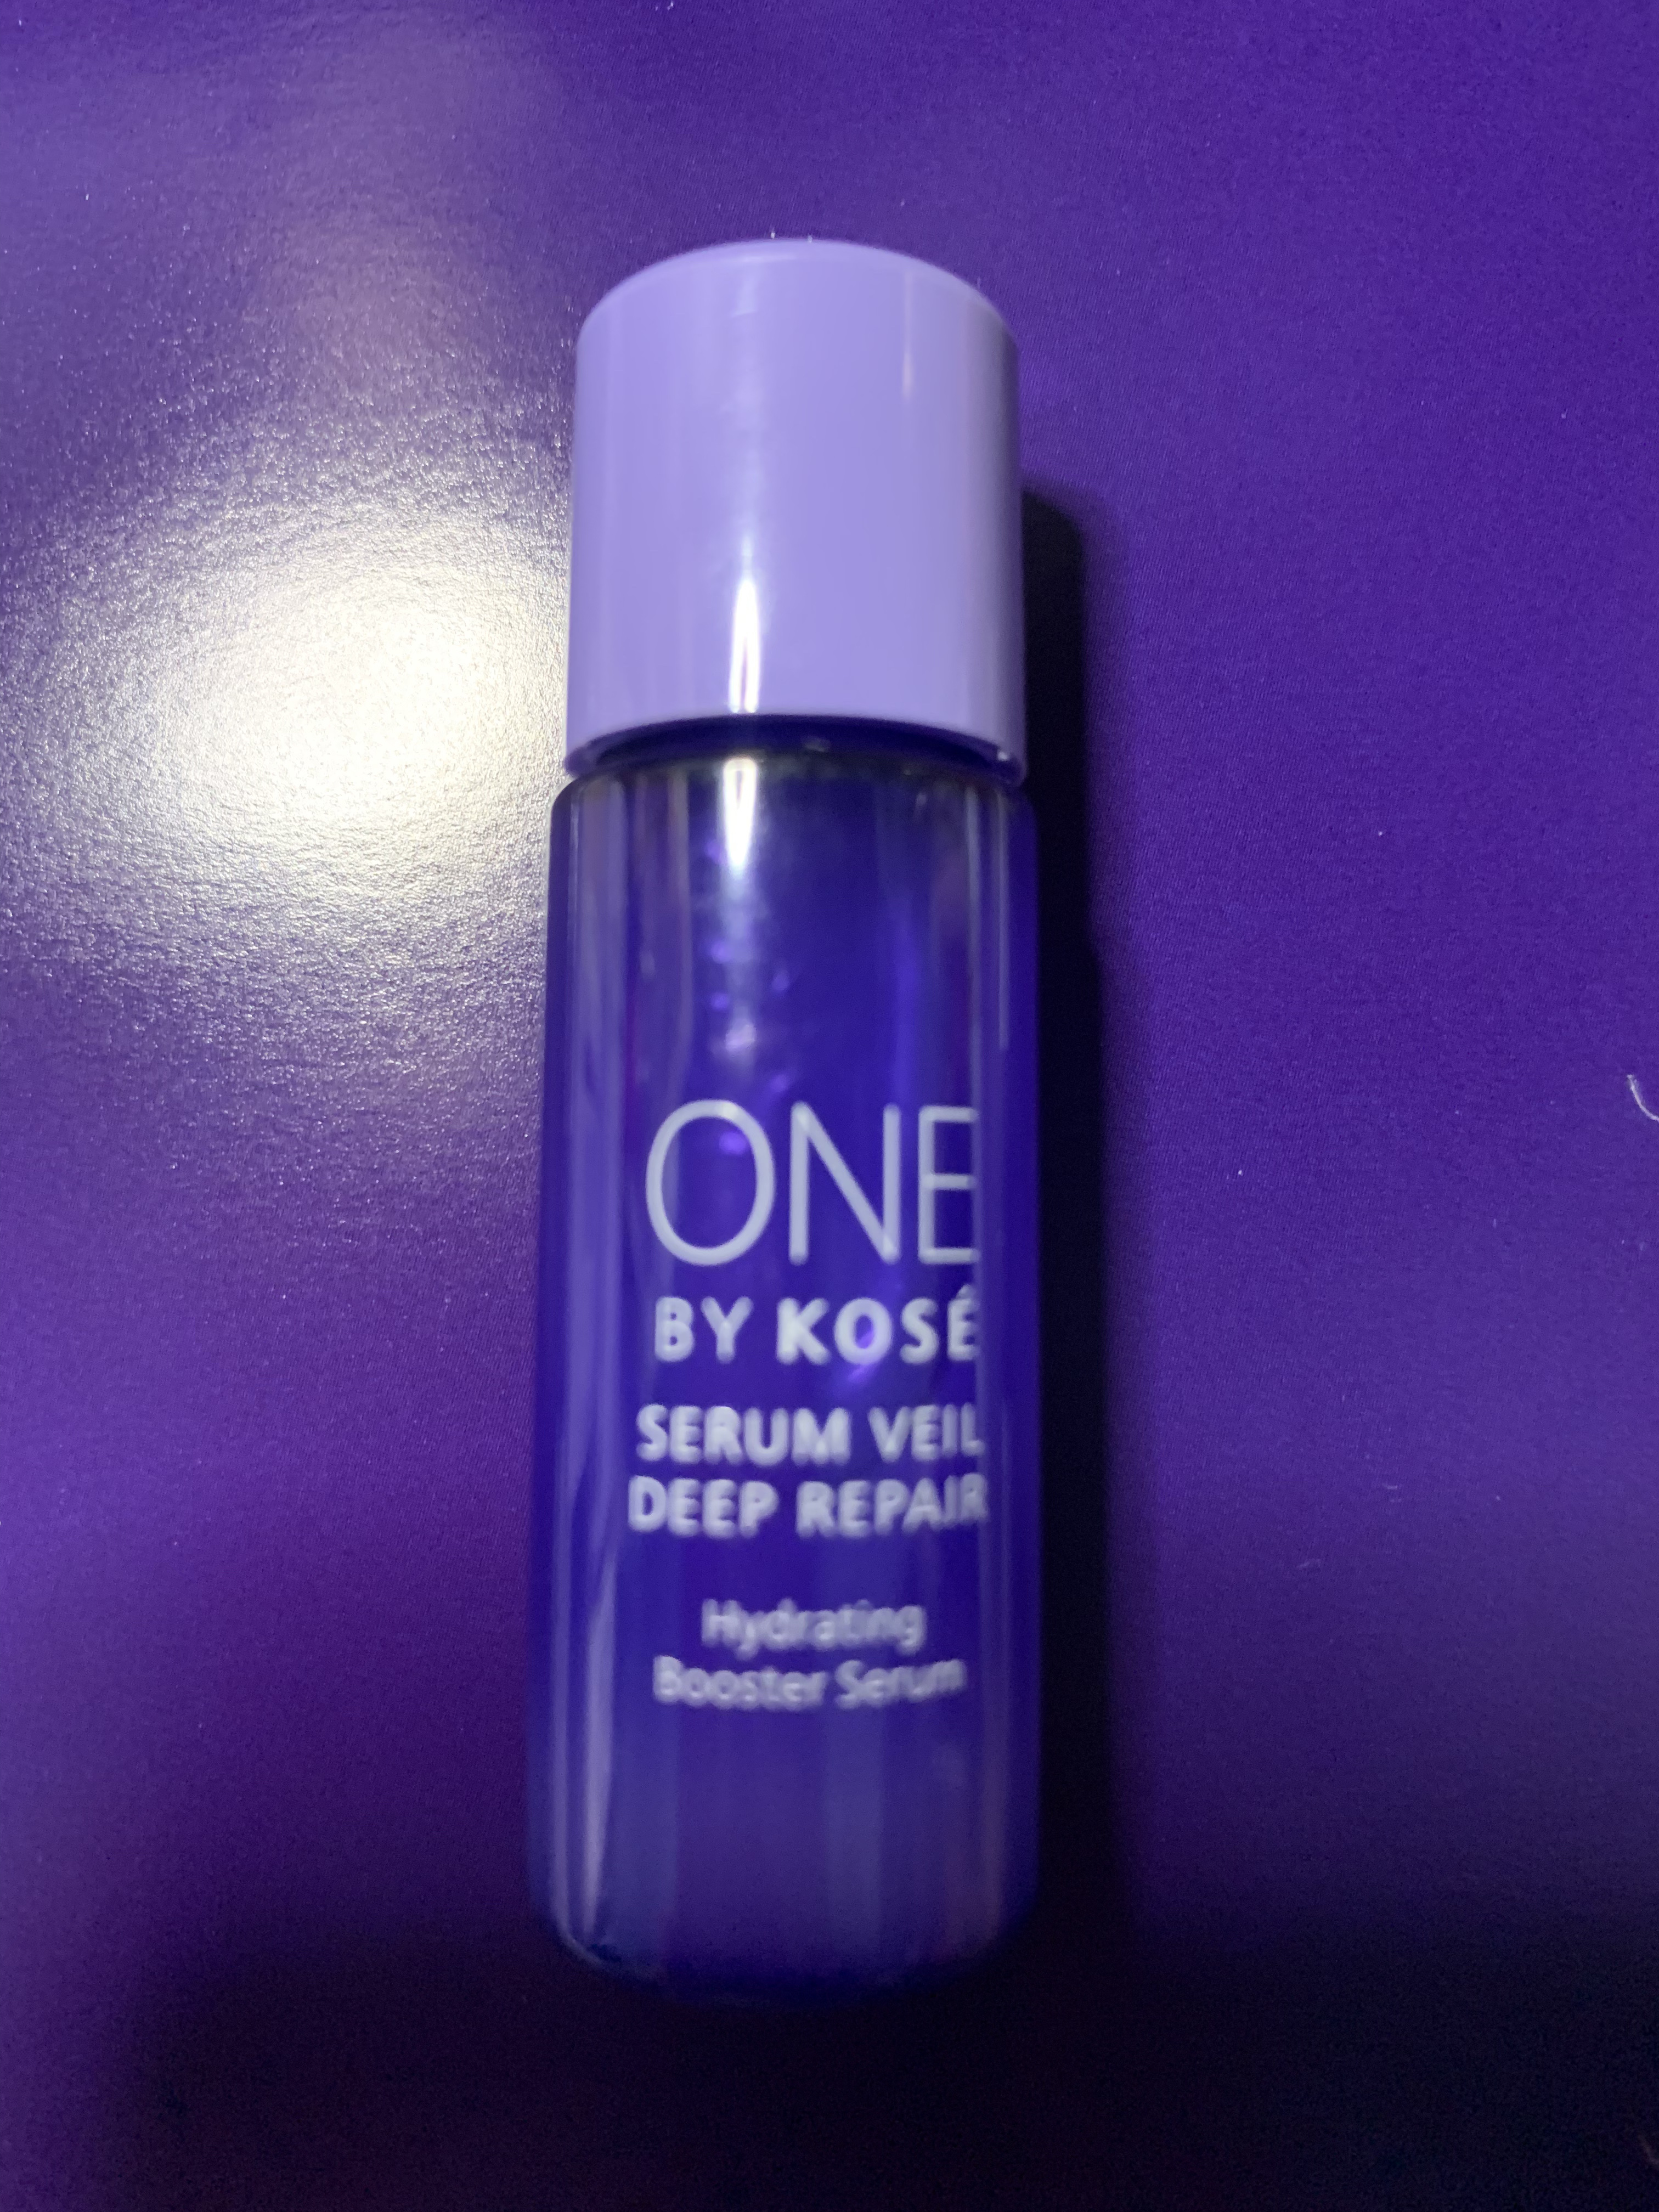 ONE
BY KOSÉ
SERUM VEIL
DEEP REPAIR
Hydrating
Booster Serum